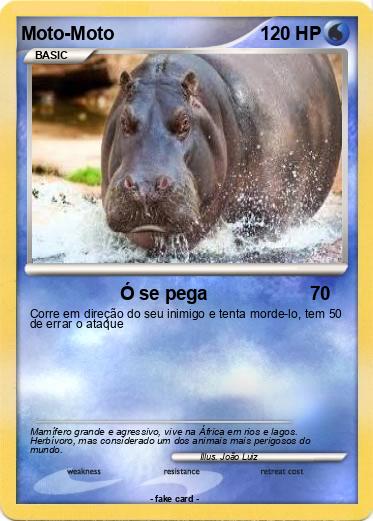 Moto-Moto 120 HP
BASIC
Ó se pega 70
Corre em direção do seu inimigo e tenta morde-lo, tem 50
de errar o ataque
Mamífero grande e agressivo, vive na África em rios e lagos.
Herbívoro, mas considerado um dos animais mais perigosos do
mundo.
Illus. João Luiz
weakness resistance retreat cost
- fake card -